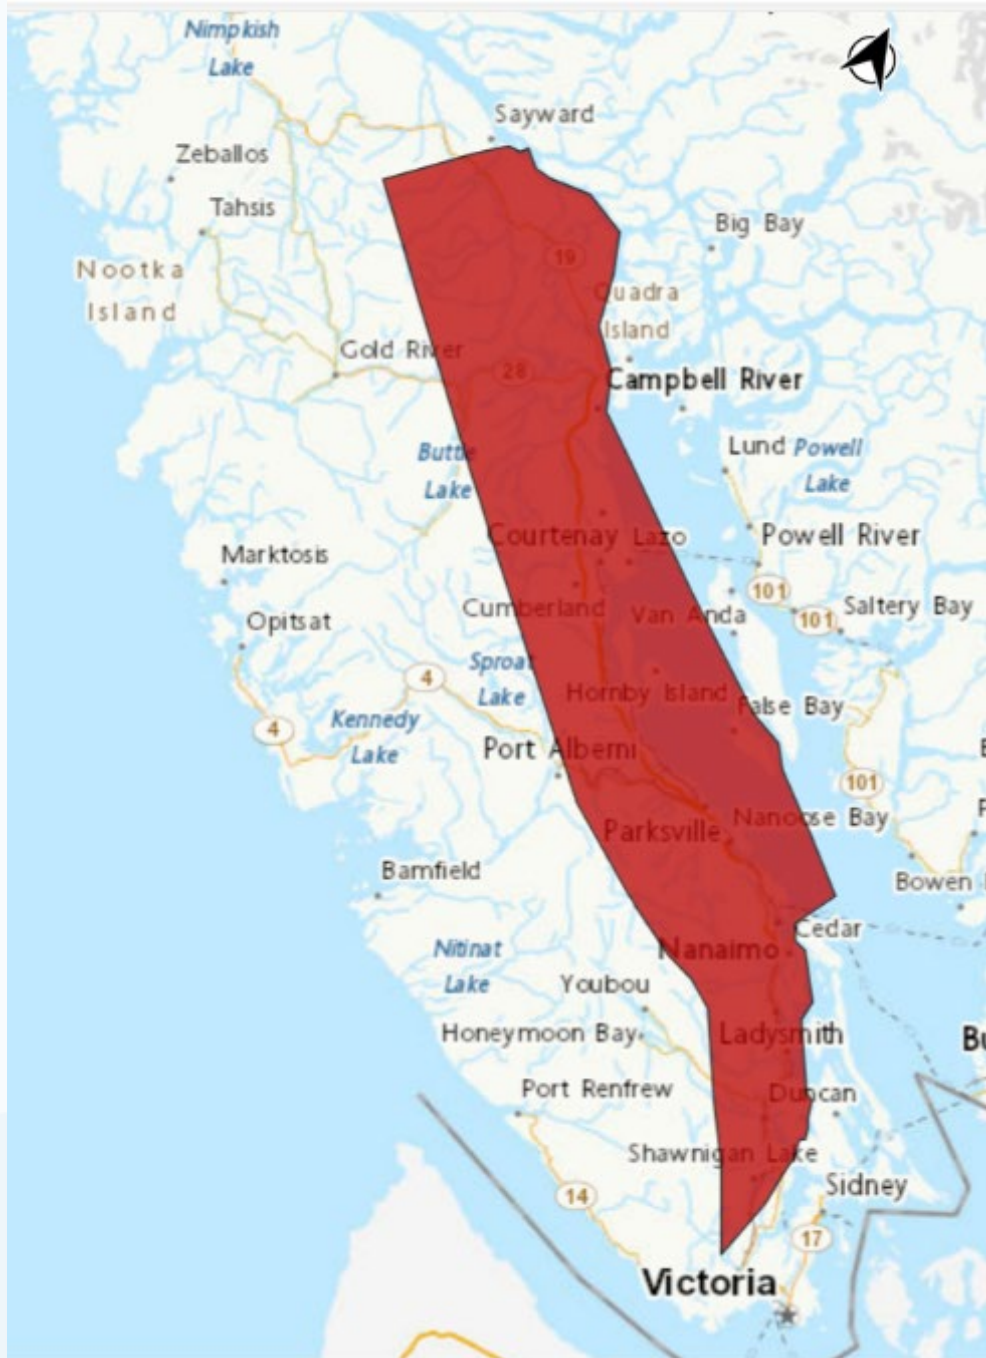 Nimpkish
Lake
Sayward
Zeballos
Tahsis
Big Bay
Nootka
Island
19
Quadra
Island
Gold River
28
Campbell River
Buttle
Lake
Lund
Powell
Lake
Courtenay
Lazo
Powell River
Marktosis
101
Cumberland
Van Anda
101
Saltery Bay
Opitsat
Sproat
Lake
4
Hornby Island
False Bay
4
Kennedy
Lake
Port Alberni
101
Parksville
Nanoose Bay
Bamfield
Bowen
Cedar
Nitinat
Lake
Nanaimo
Youbou
Honeymoon Bay
Ladysmith
Port Renfrew
Duncan
Shawnigan Lake
14
Sidney
17
Victoria